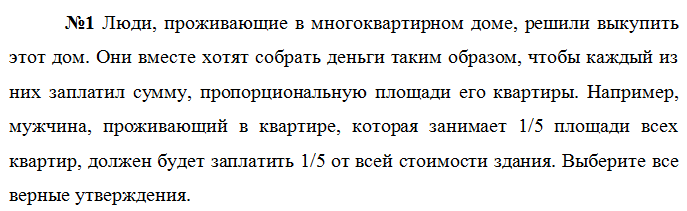 №1 Люди, проживающие в многоквартирном доме, решили выкупить
этот дом. Они вместе хотят собрать деньги таким образом, чтобы каждый из
них заплатил сумму, пропорциональную площади его квартиры. Например,
мужчина, проживающий в квартире, которая занимает 1/5 площади всех
квартир, должен будет заплатить 1/5 от всей стоимости здания. Выберите все
верные утверждения.